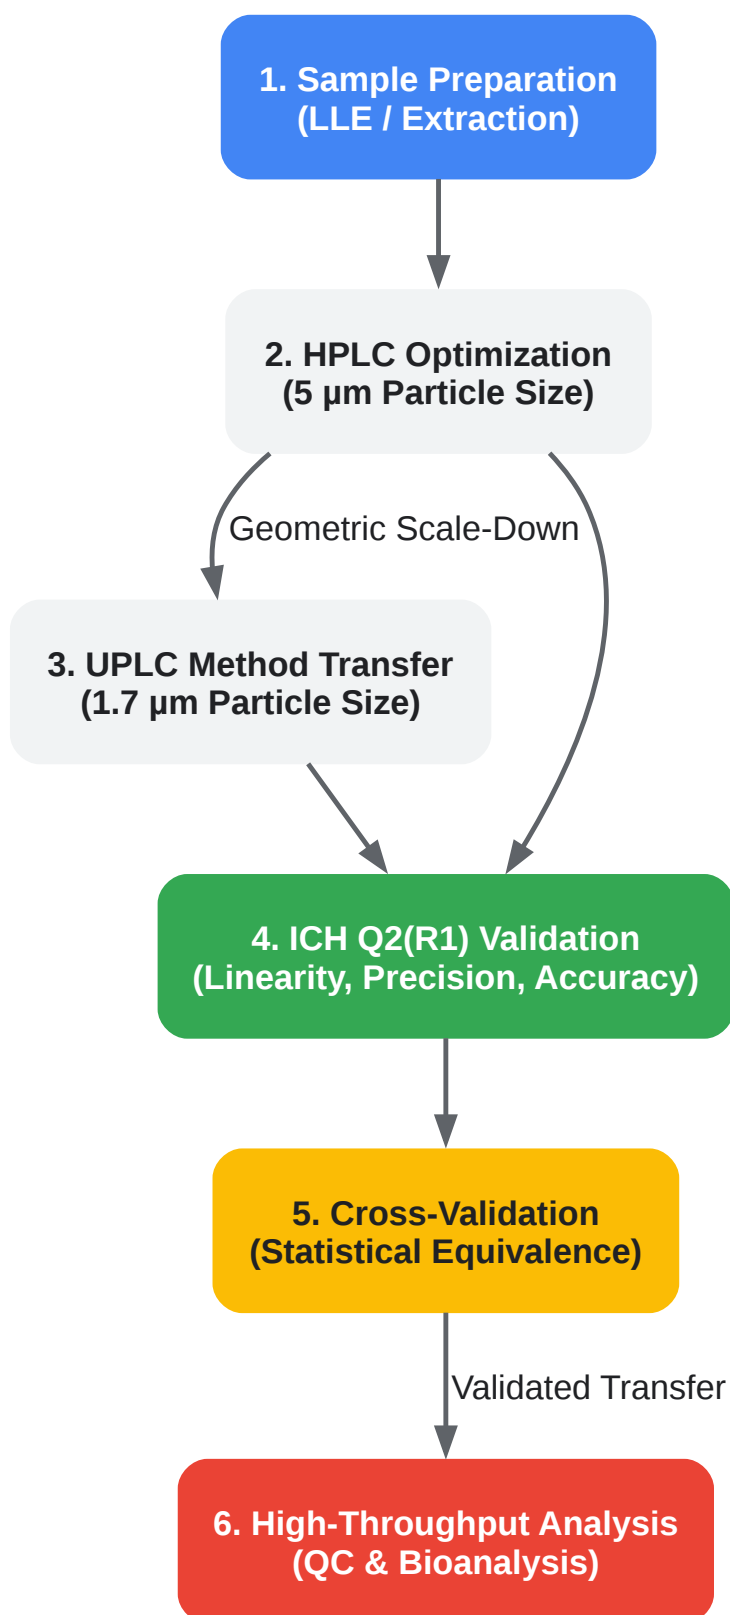 1. Sample Preparation
(LLE / Extraction)
2. HPLC Optimization
(5 µm Particle Size)
Geometric Scale-Down
3. UPLC Method Transfer
(1.7 µm Particle Size)
4. ICH Q2(R1) Validation
(Linearity, Precision, Accuracy)
5. Cross-Validation
(Statistical Equivalence)
Validated Transfer
6. High-Throughput Analysis
(QC & Bioanalysis)